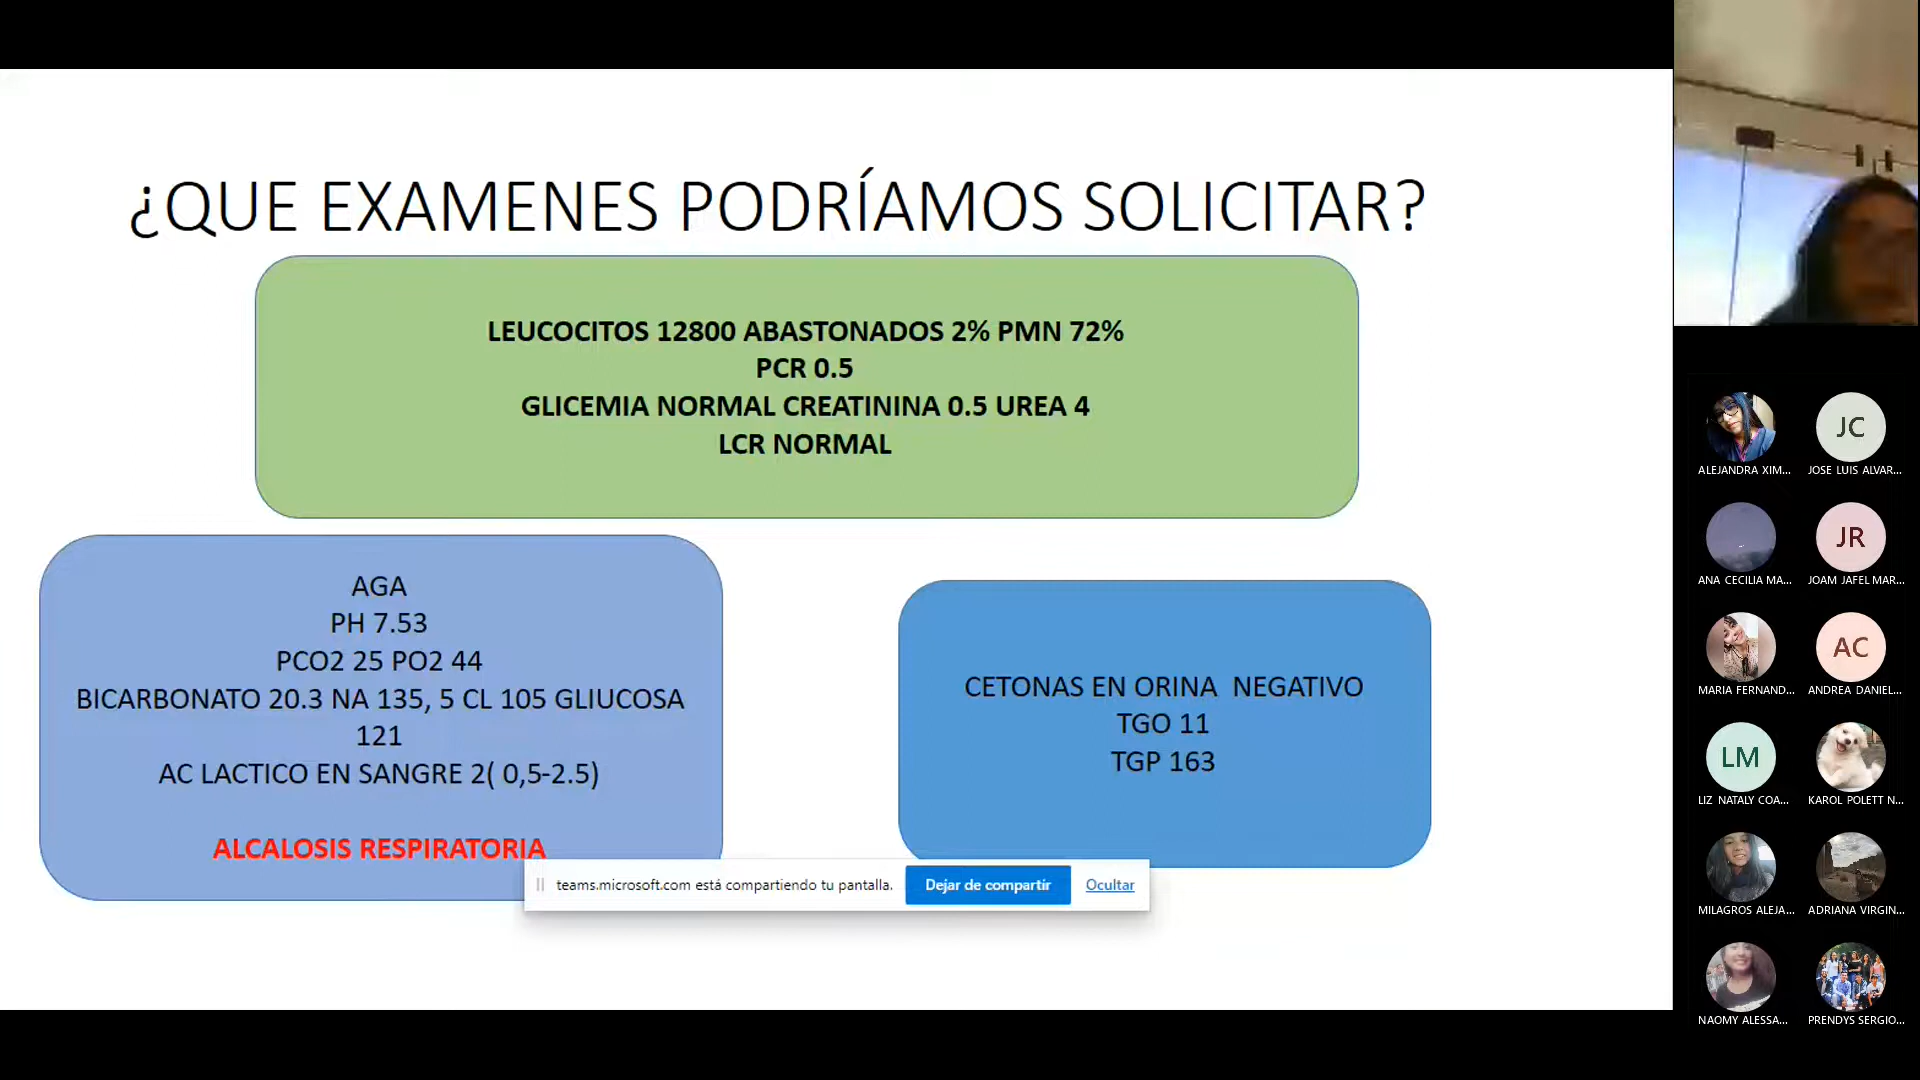 ¿QUE EXAMENES PODRÍAMOS SOLICITAR?
LEUCOCITOS 12800 ABASTONADOS 2% PMN 72%
PCR 0.5
GLICEMIA NORMAL CREATININA 0.5 UREA 4
LCR NORMAL
AGA
PH 7.53
PCO2 25 PO2 44
BICARBONATO 20.3 NA 135, 5 CL 105 GLIUCOSA
121
AC LACTICO EN SANGRE 2( 0,5-2.5)
ALCALOSIS RESPIRATORIA
CETONAS EN ORINA NEGATIVO
TGO 11
TGP 163
teams.microsoft.com está compartiendo tu pantalla.
Dejar de compartir
Ocultar
ALEJANDRA XIM...
JC
JOSE LUIS ALVAR...
ANA CECILIA MA...
JR
JOAM JAFEL MAR...
MARIA FERNAND...
AC
ANDREA DANIEL...
LM
LIZ NATALY COA...
KAROL POLETT N...
MILAGROS ALEJA...
ADRIANA VIRGIN...
NAOMY ALESSA...
PRENDYS SERGIO...